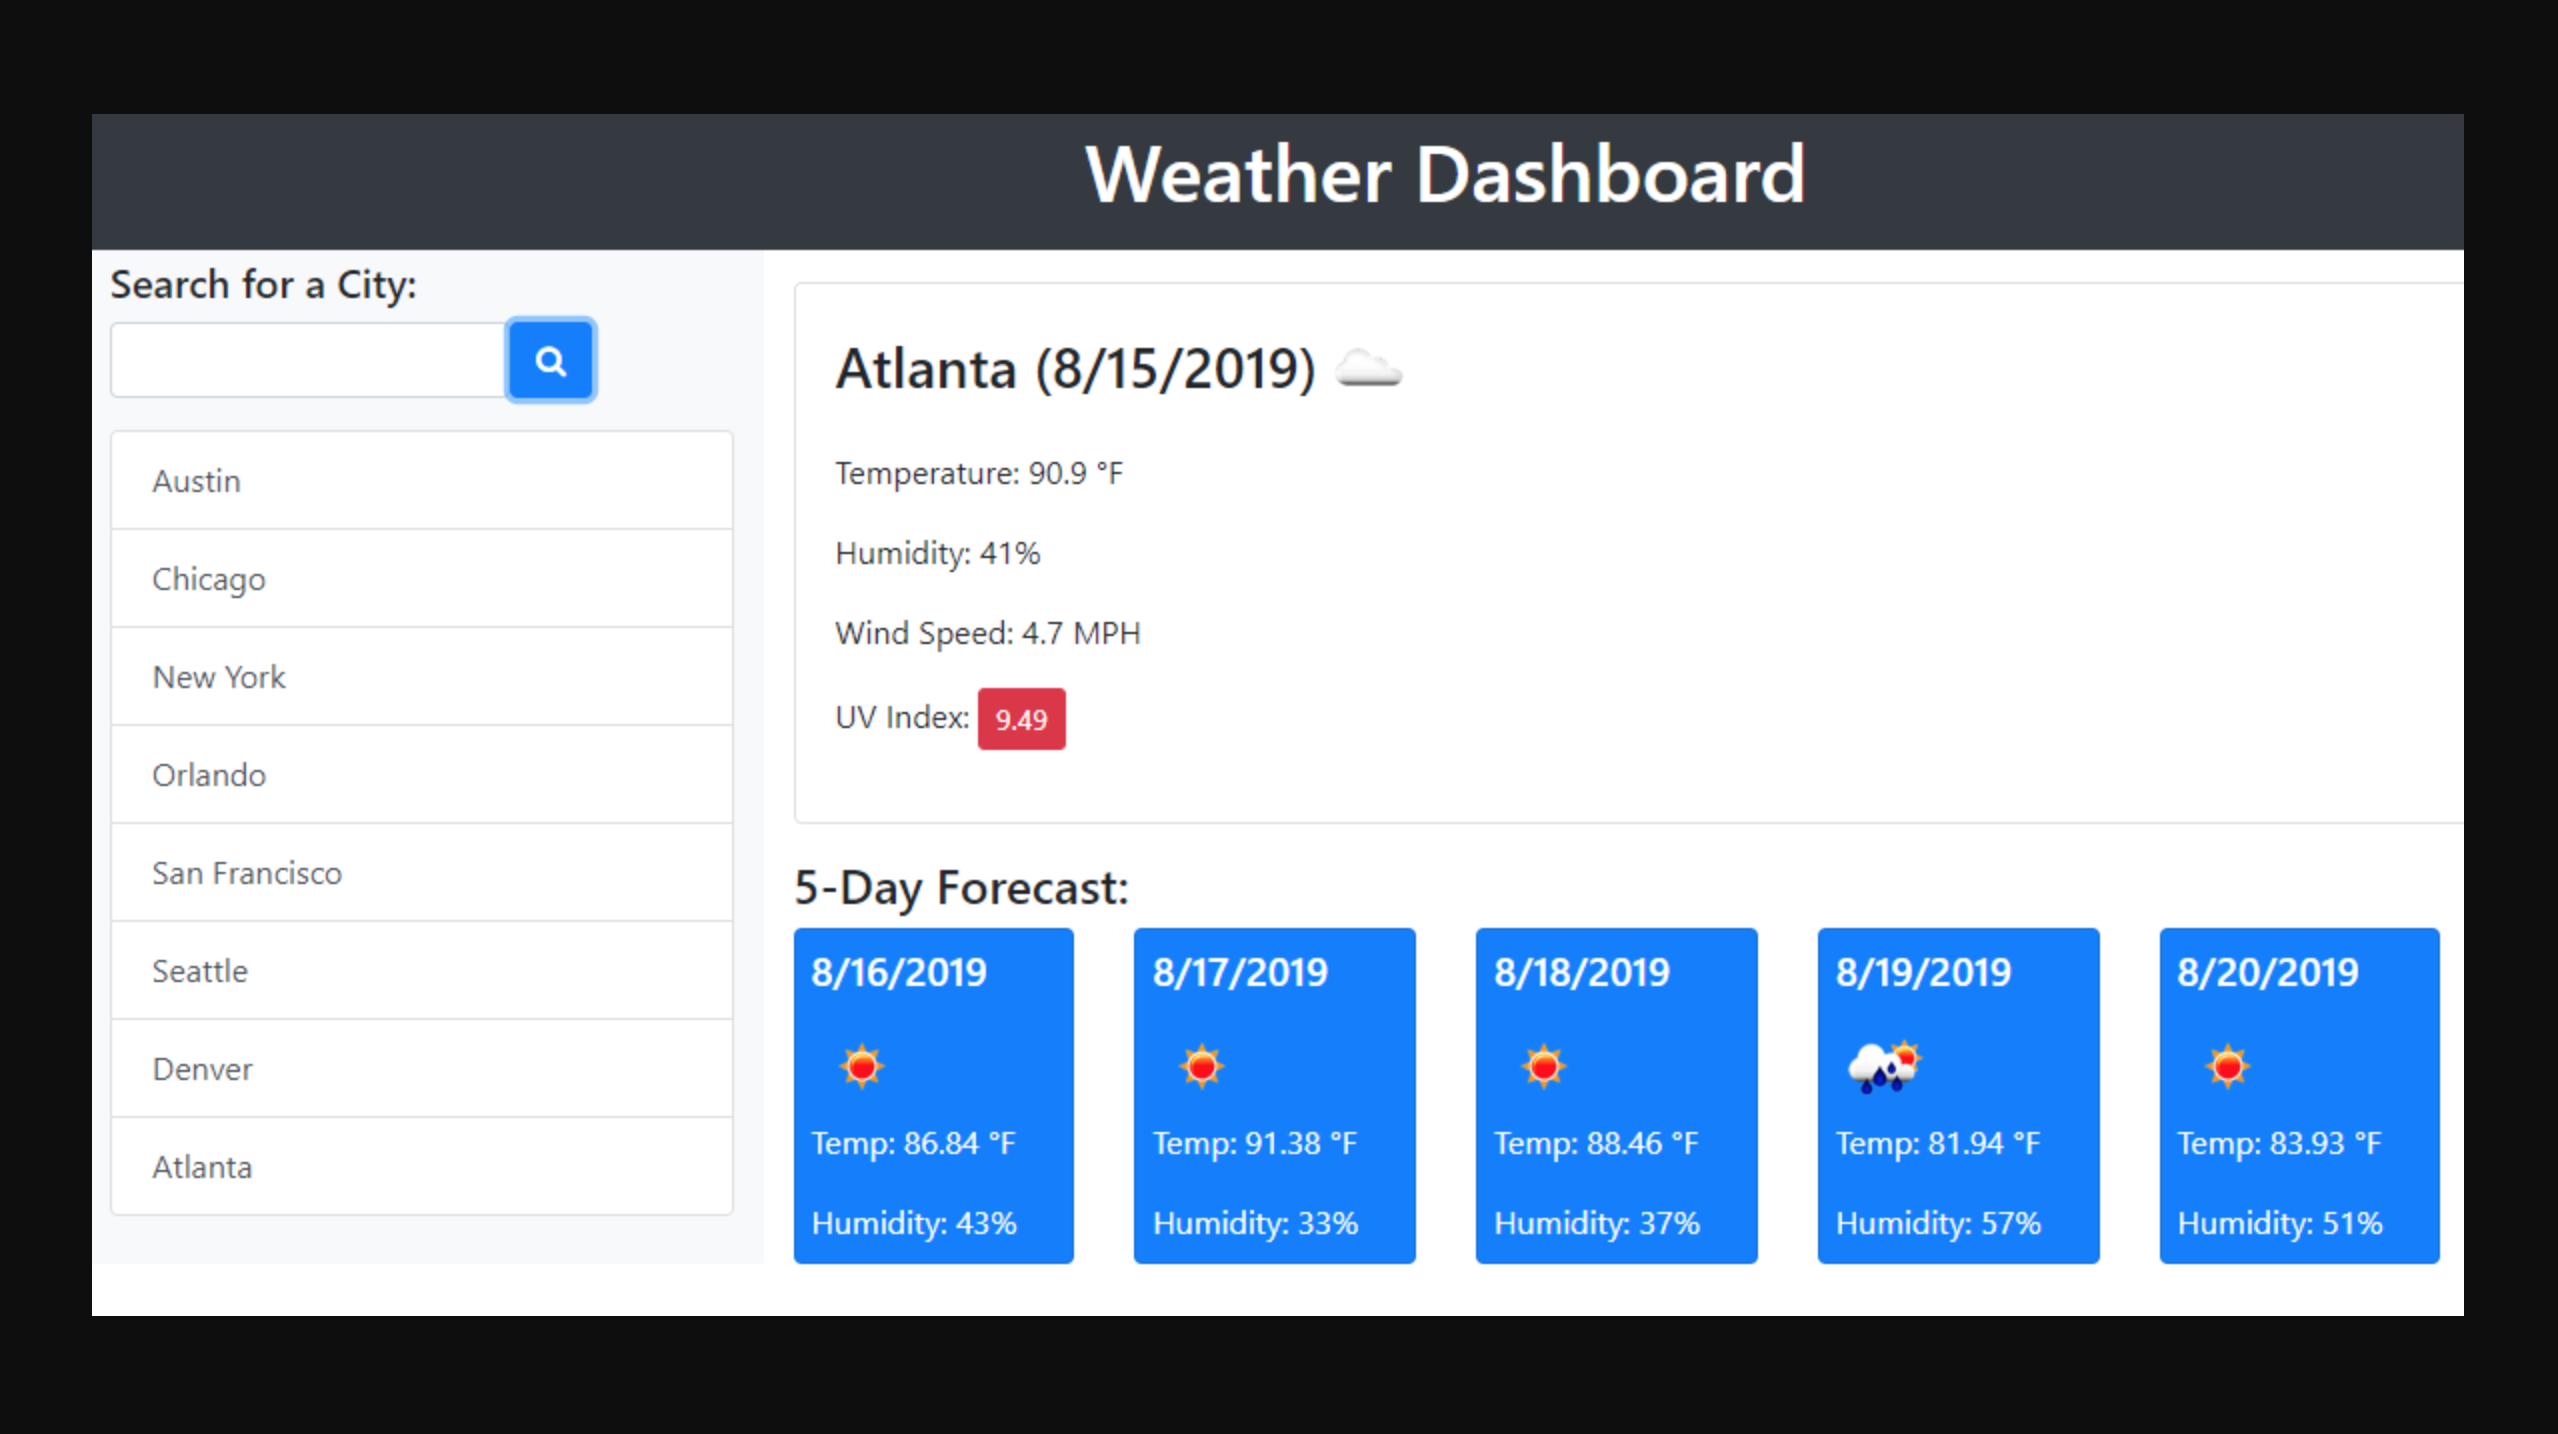 Weather Dashboard
Search for a City:
Austin
Chicago
New York
Orlando
San Francisco
Seattle
Denver
Atlanta
Atlanta (8/15/2019)
Temperature: 90.9 °F
Humidity: 41%
Wind Speed: 4.7 MPH
UV Index: 9.49
5-Day Forecast:
8/16/2019
Temp: 86.84 °F
Humidity: 43%
8/17/2019
Temp: 91.38 °F
Humidity: 33%
8/18/2019
Temp: 88.46 °F
Humidity: 37%
8/19/2019
Temp: 81.94 °F
Humidity: 57%
8/20/2019
Temp: 83.93 °F
Humidity: 51%